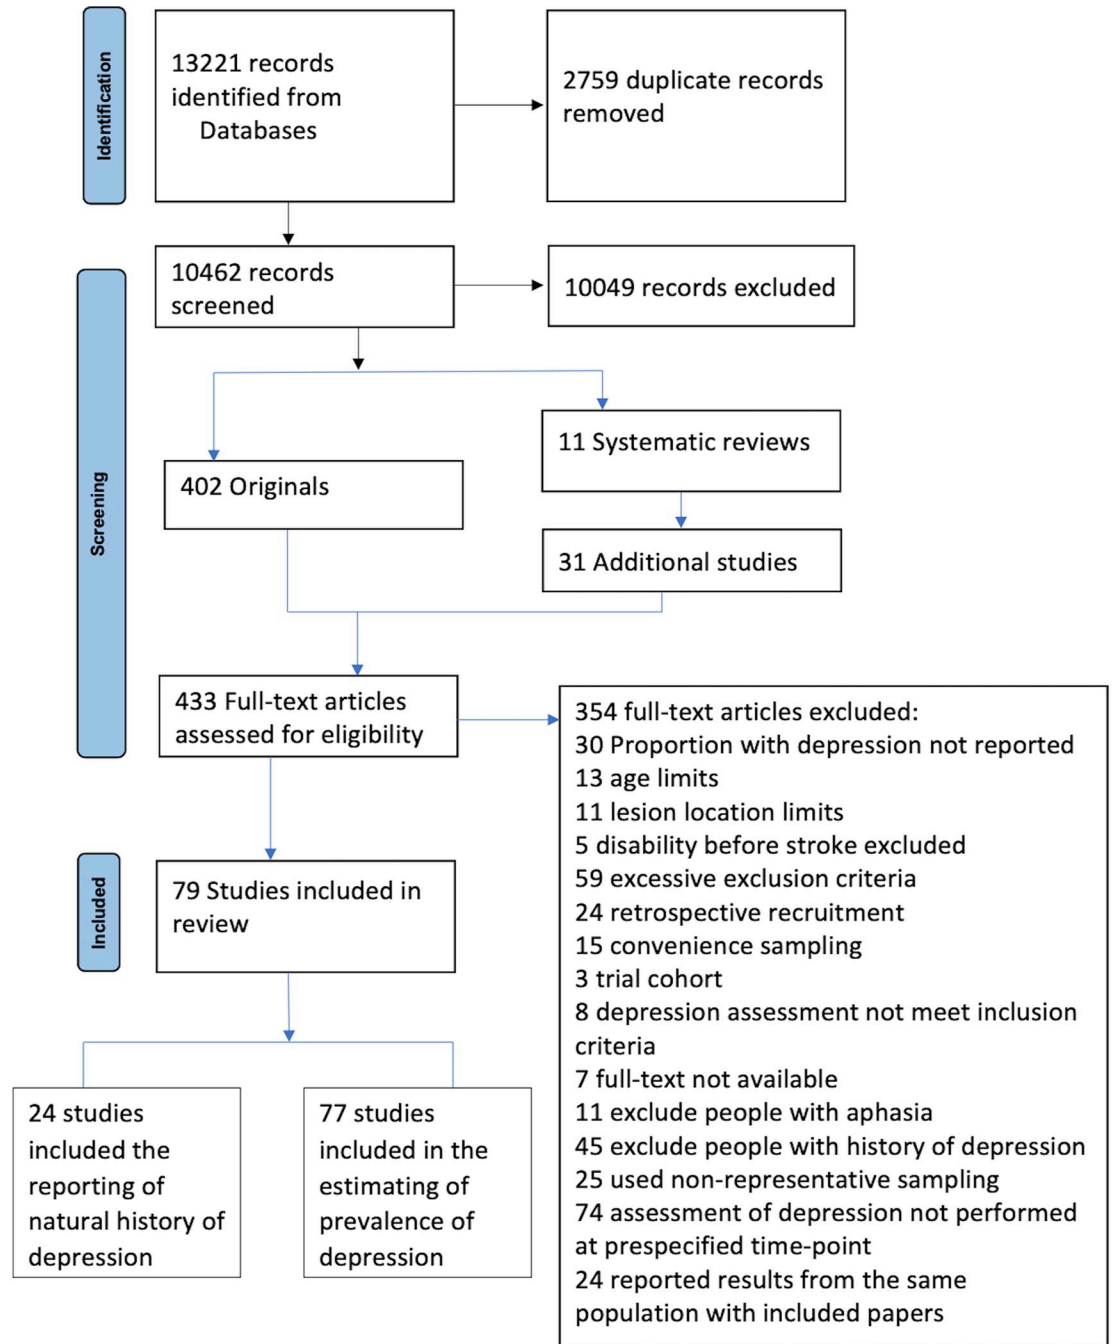 Identification
13221 records
identified from
Databases
2759 duplicate records
removed
Screening
10462 records
screened
10049 records excluded
11 Systematic reviews
402 Originals
31 Additional studies
433 Full-text articles
assessed for eligibility
354 full-text articles excluded:
30 Proportion with depression not reported
13 age limits
11 lesion location limits
5 disability before stroke excluded
59 excessive exclusion criteria
24 retrospective recruitment
15 convenience sampling
3 trial cohort
8 depression assessment not meet inclusion
criteria
7 full-text not available
11 exclude people with aphasia
45 exclude people with history of depression
25 used non-representative sampling
74 assessment of depression not performed
at prespecified time-point
24 reported results from the same
population with included papers
Included
79 Studies included in
review
24 studies
included the
reporting of
natural history of
depression
77 studies
included in the
estimating of
prevalence of
depression